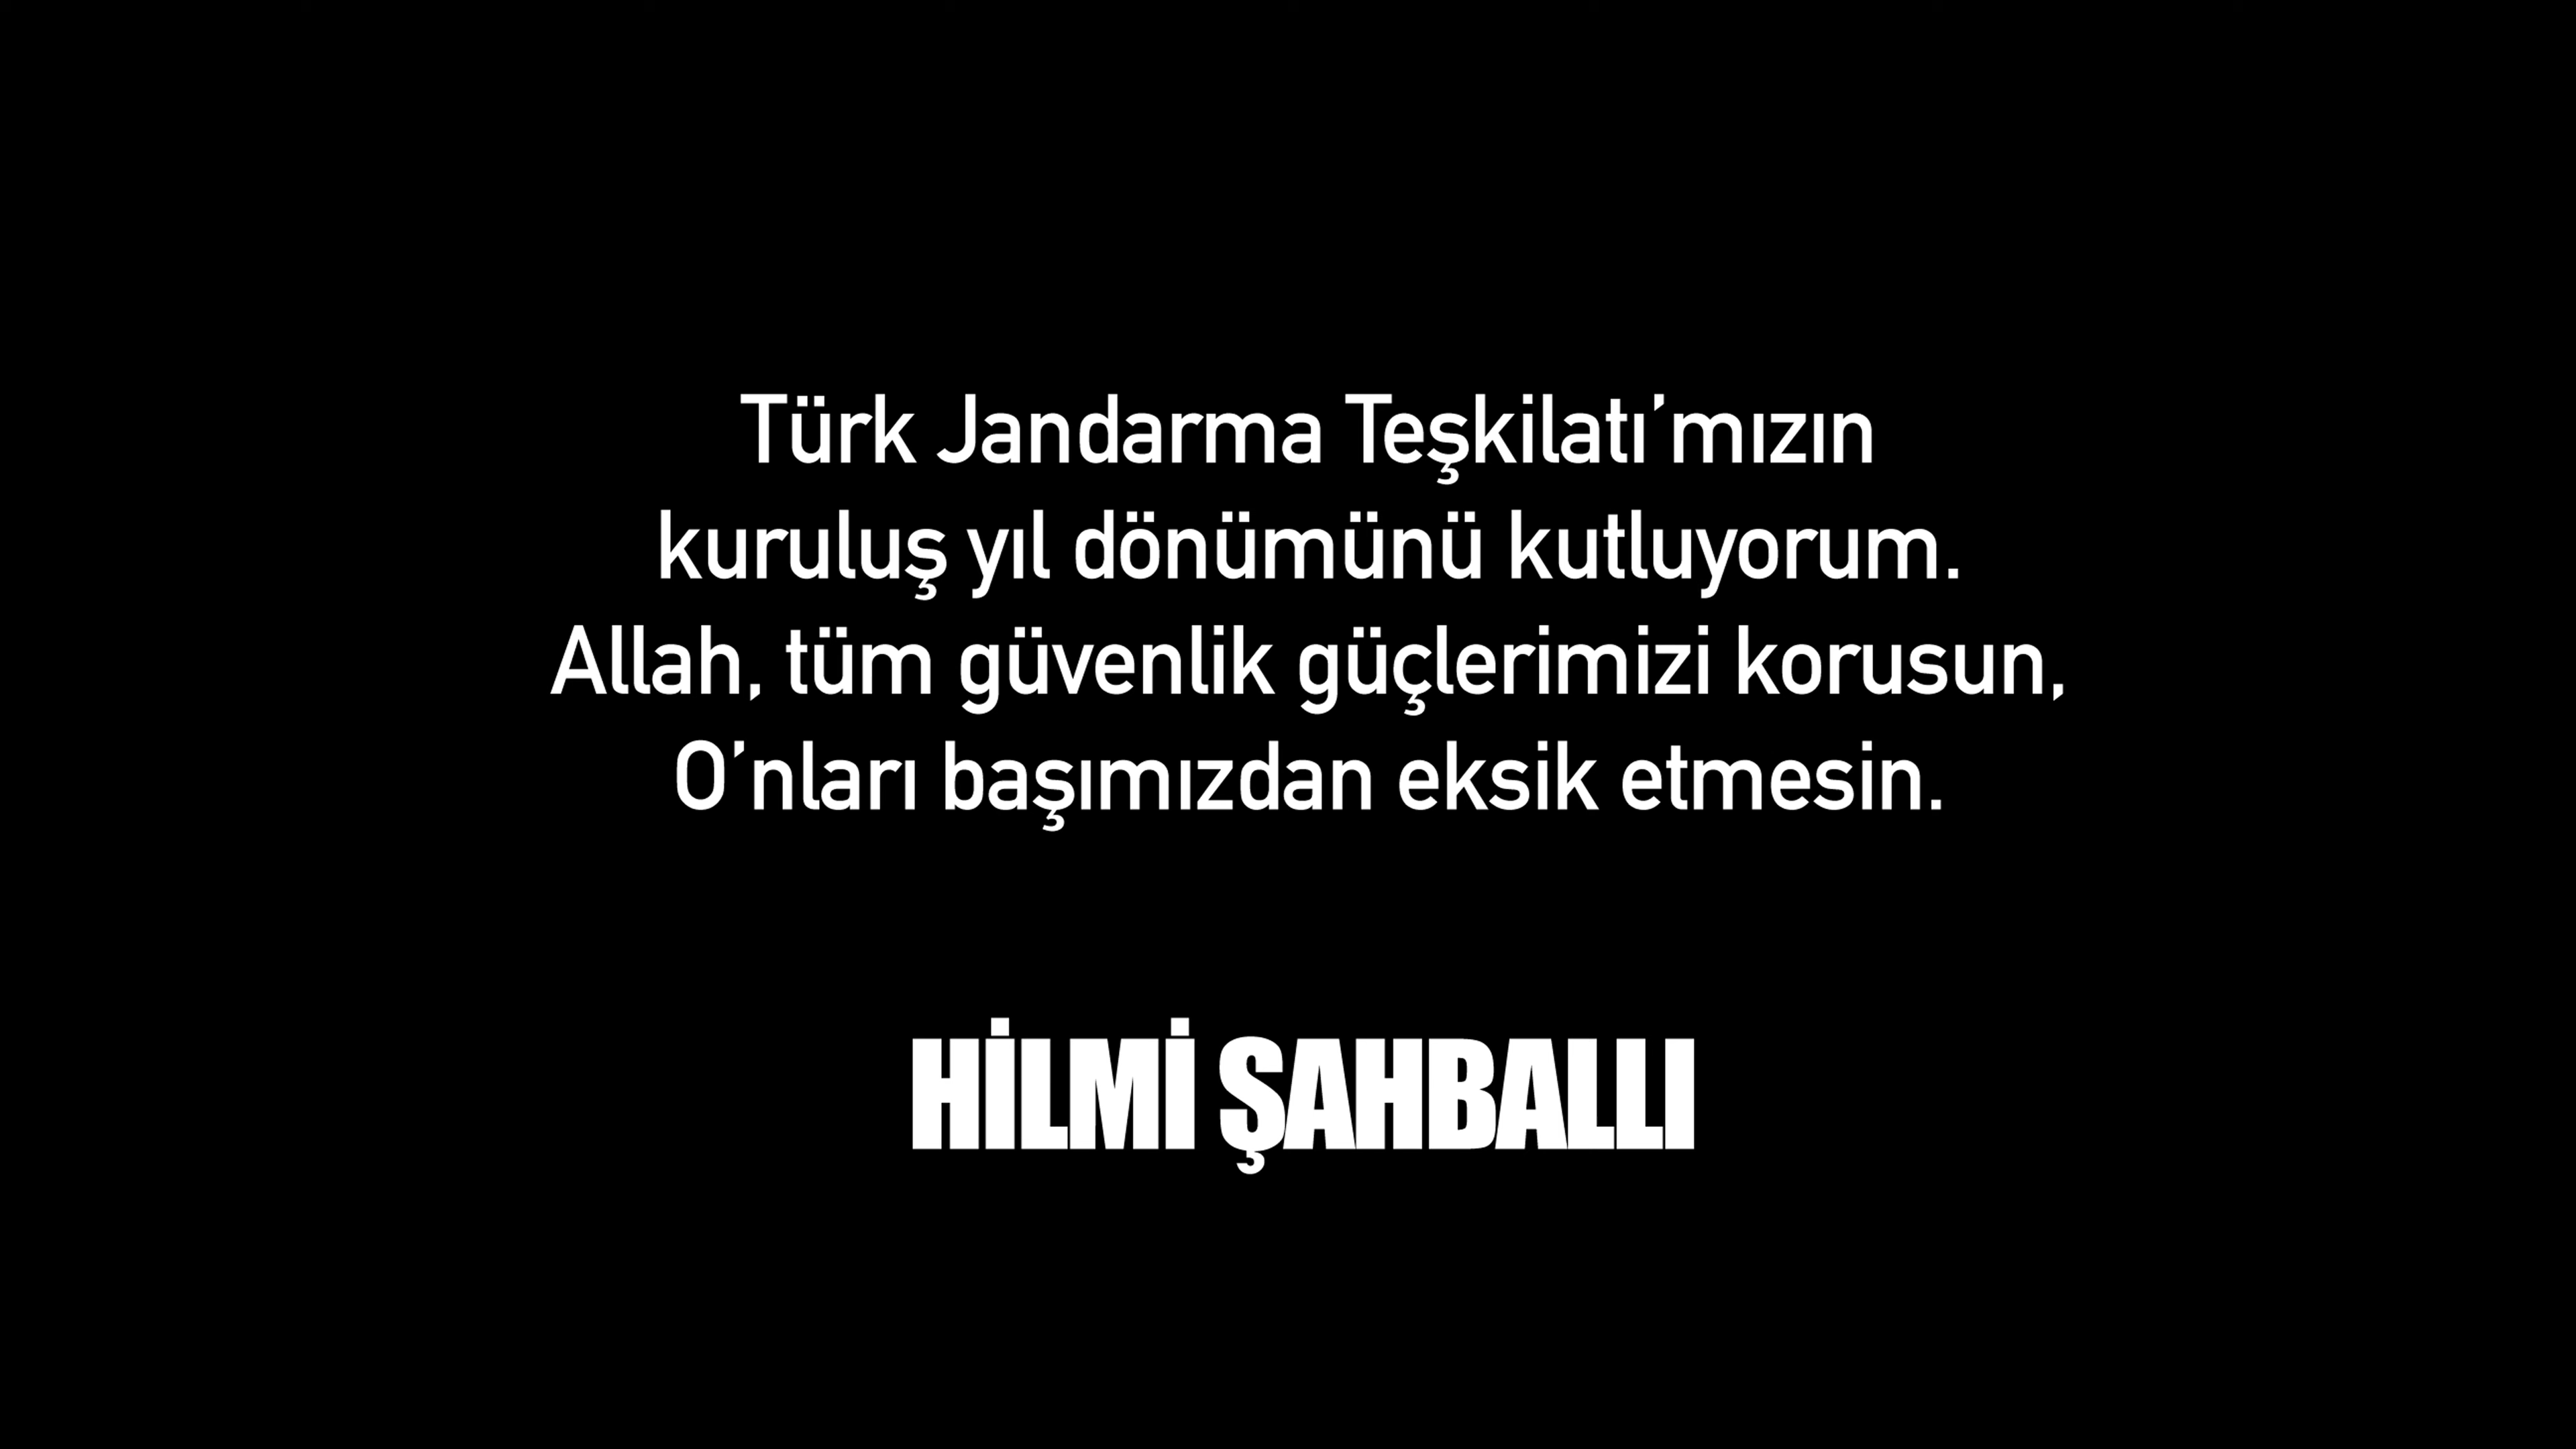 Türk Jandarma Teşkilatı’mızın
kuruluş yıl dönümünü kutluyorum.
Allah, tüm güvenlik güçlerimizi korusun,
O’nları başımızdan eksik etmesin.
HİLMİ ŞAHBALLI